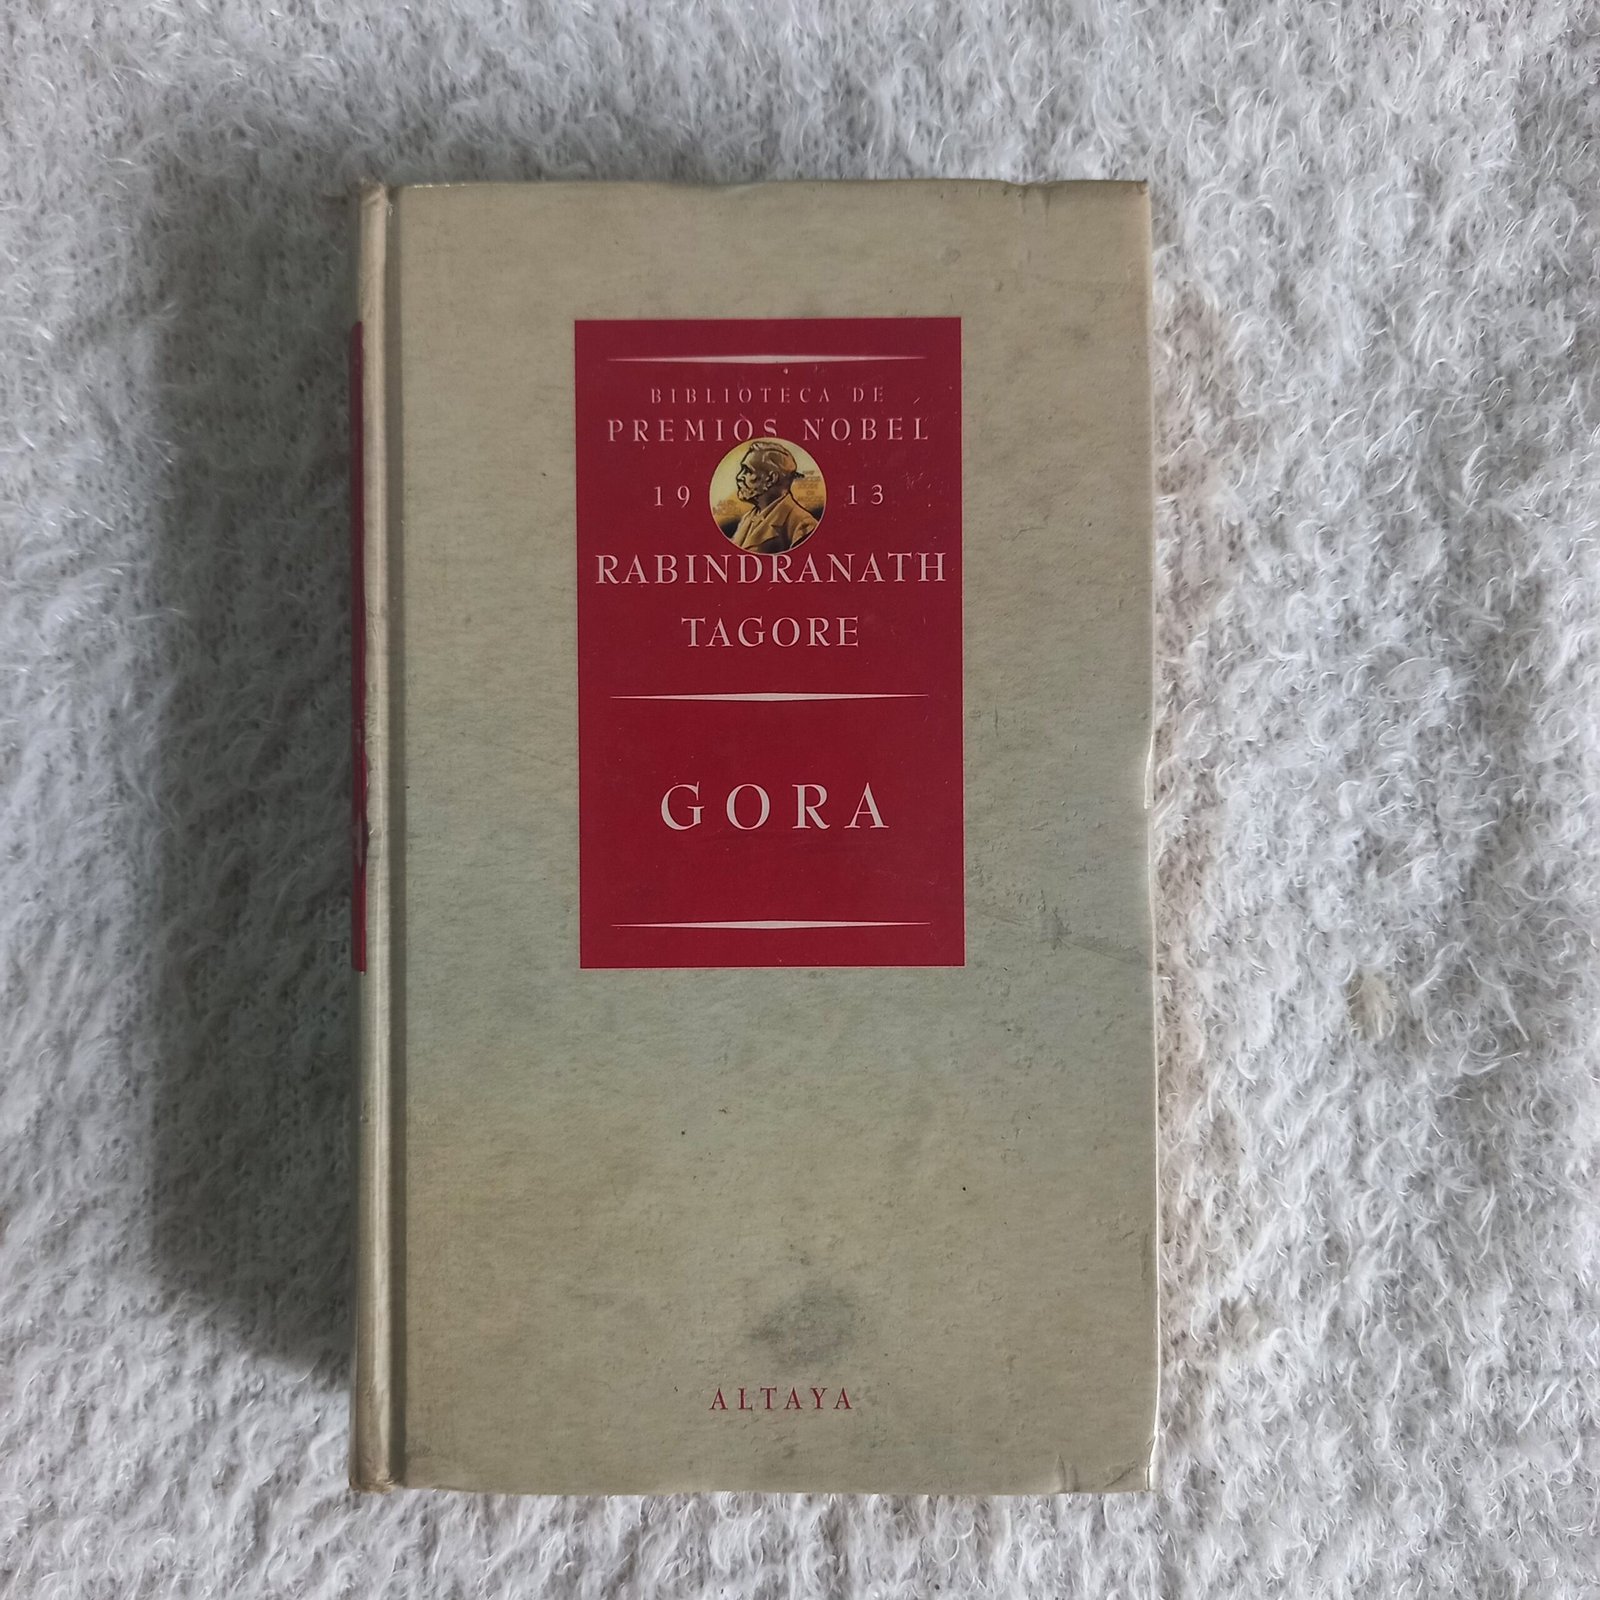 BIBLIOTECA DE
PREMIOS NOBEL
19 13
RABINDRANATH
TAGORE
GORA
ALTAYA